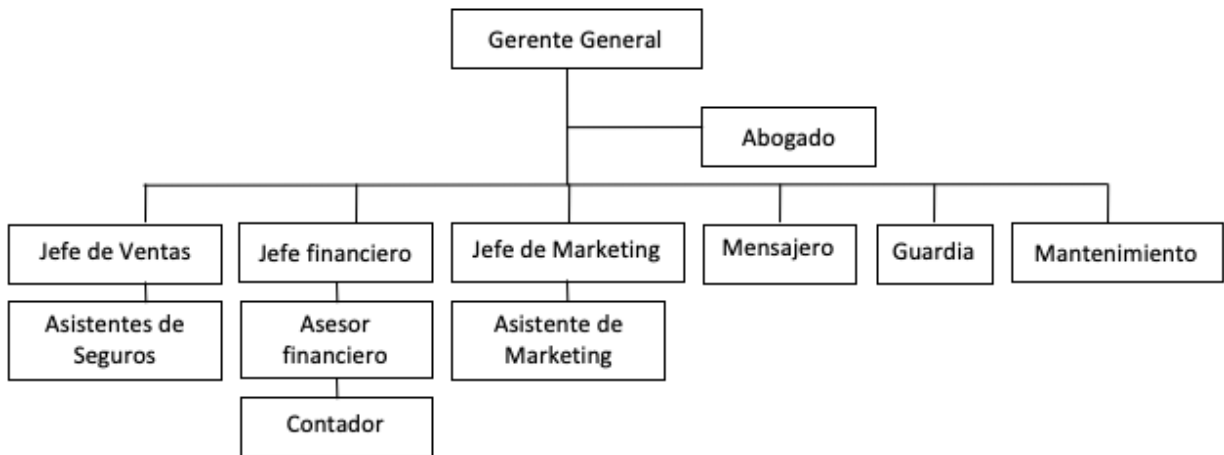 Gerente General
Abogado
Jefe de Ventas
Jefe financiero
Jefe de Marketing
Mensajero
Guardia
Mantenimiento
Asistentes de
Seguros
Asesor
financiero
Asistente de
Marketing
Contador